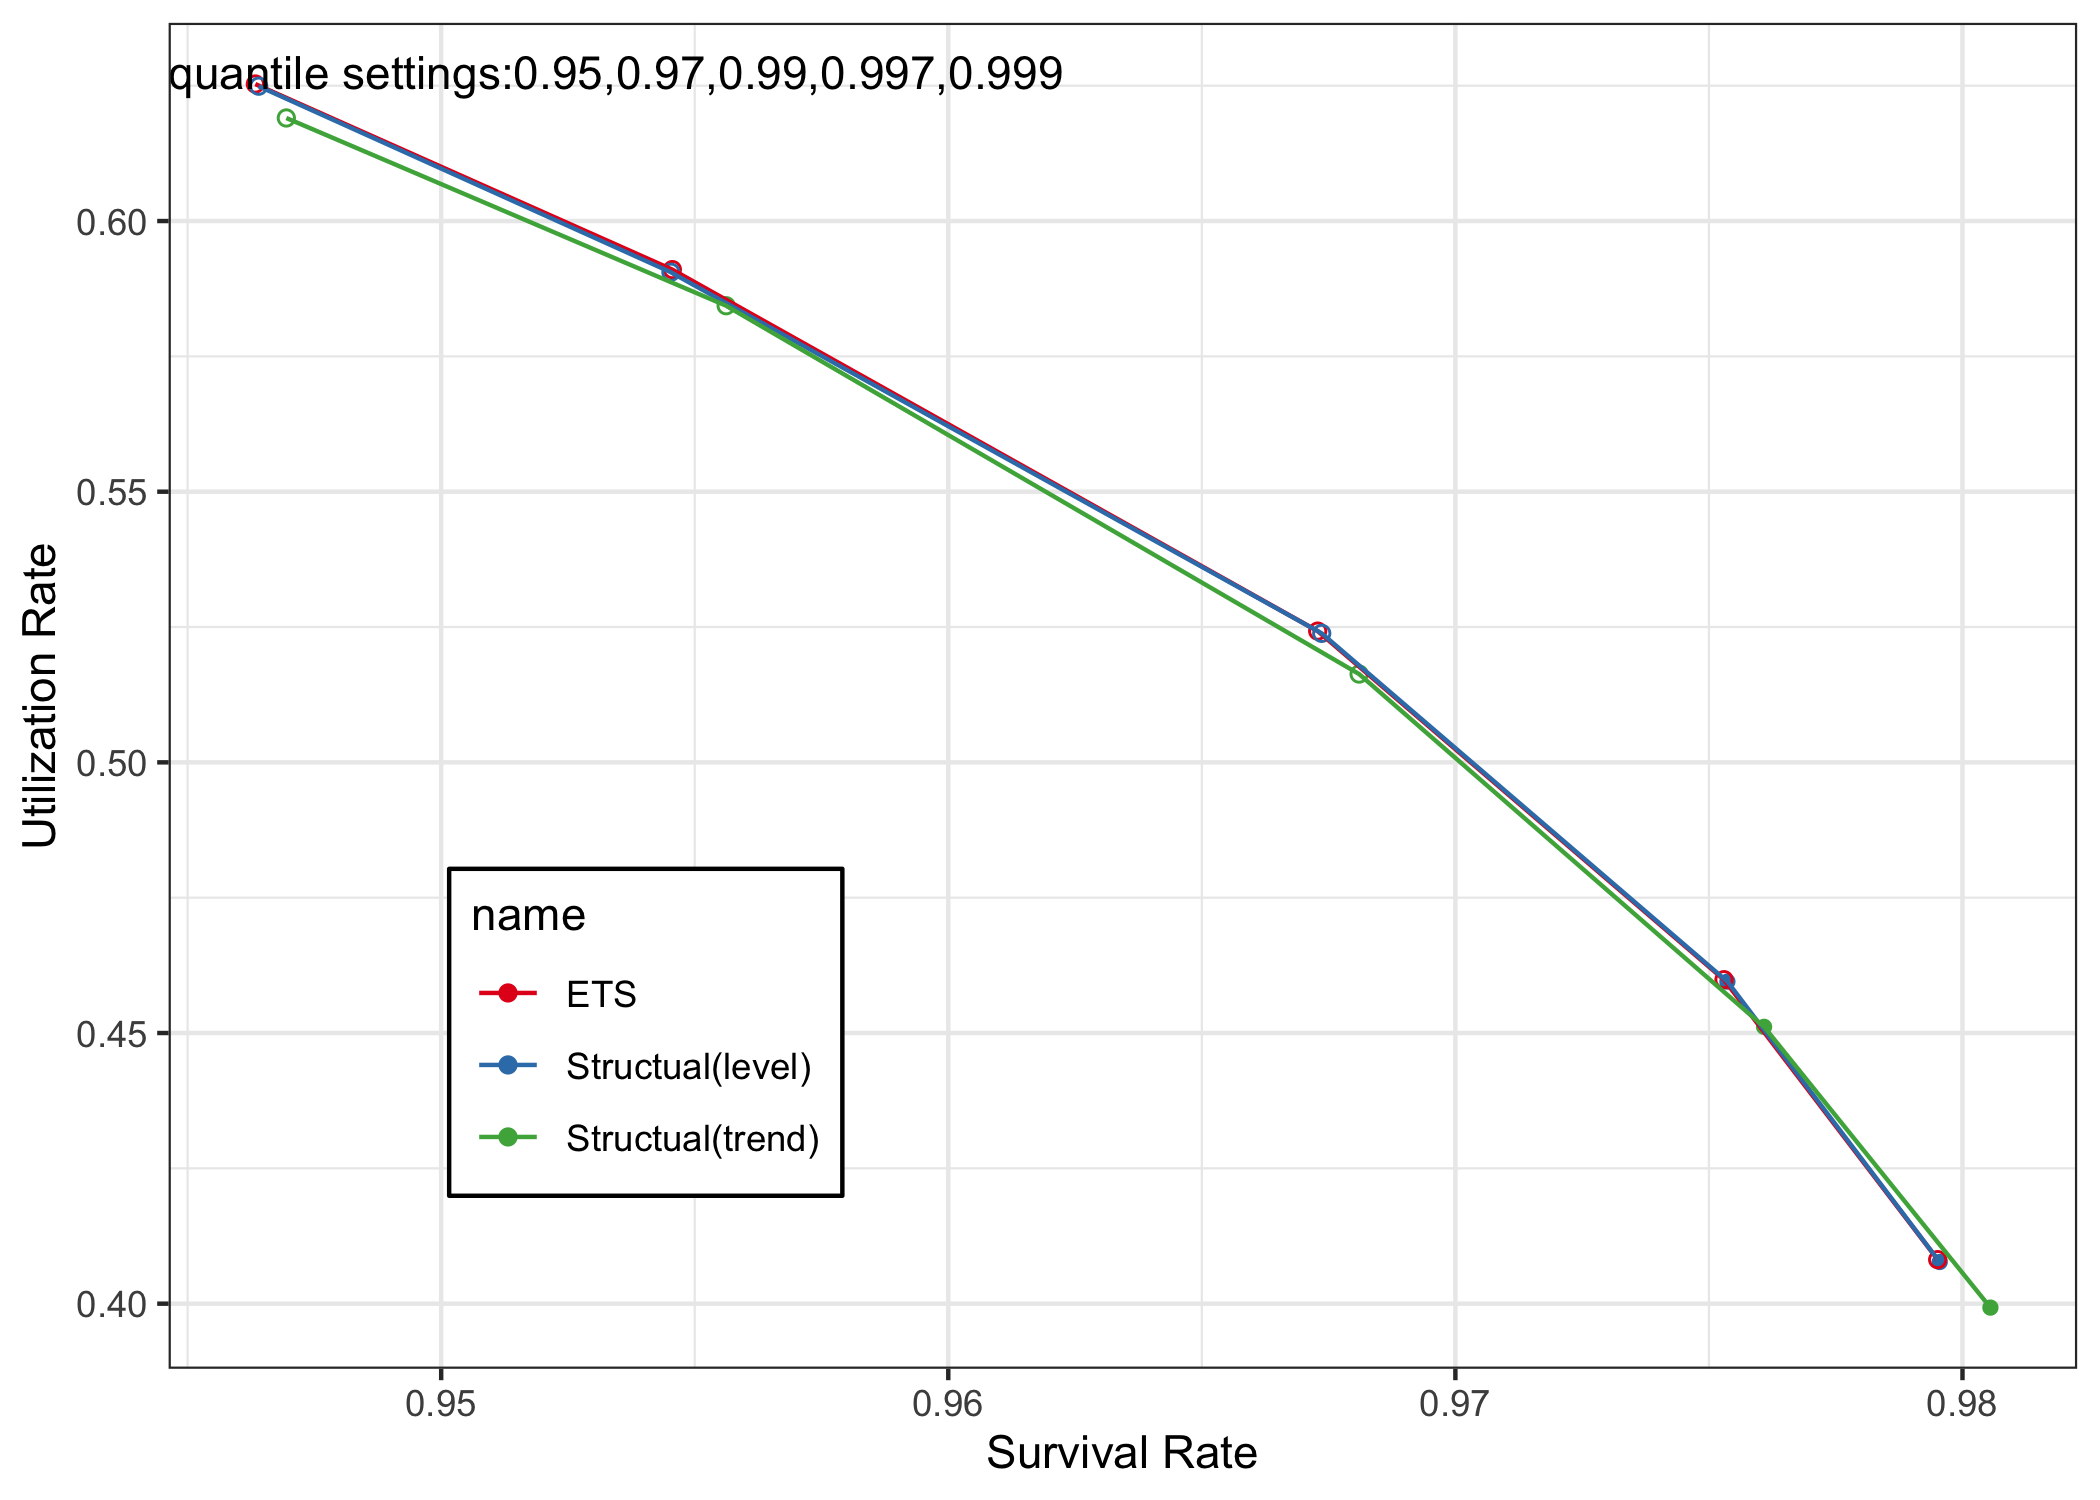 quantile settings:0.95,0.97,0.99,0.997,0.999
0.60
0.55
0.50
0.45
0.40
Utilization Rate
name
ETS
Structual(level)
Structual(trend)
0.95 0.96 0.97 0.98
Survival Rate